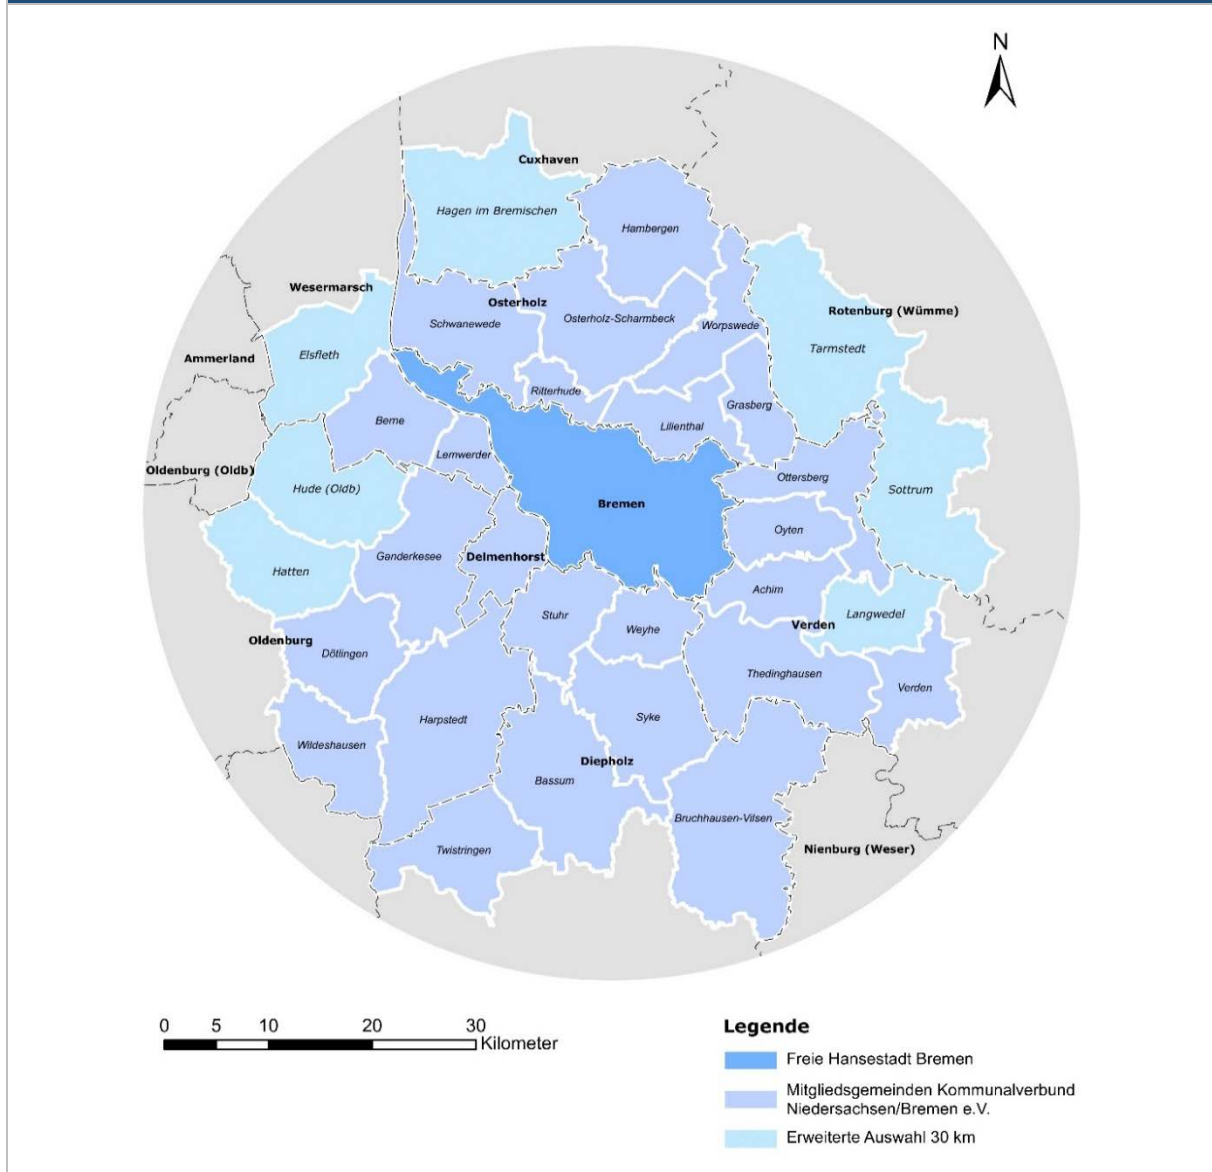 N
Cuxhaven
Hagen im Bremischen
Hambergen
Wesermarsch
Osterholz
Rotenburg (Wümme)
Schwanewede
Osterholz-Scharmbeck
Worpswede
Elsfleth
Tarmstedt
Ammerland
Ritterhude
Grasberg
Berne
Lilienthal
Lemwerder
Oldenburg (Oldb)
Hude (Oldb)
Ottersberg
Sottrum
Bremen
Oyten
Ganderkesee
Delmenhorst
Hatten
Achim
Stuhr
Langwedel
Weyhe
Verden
Oldenburg
Dötlingen
Thedinghausen
Verden
Harpstedt
Syke
Wildeshausen
Diepholz
Bassum
Bruchhausen-Vilsen
Twistringen
Nienburg (Weser)
0 5 10 20 30
Kilometer
Legende
Freie Hansestadt Bremen
Mitgliedsgemeinden Kommunalverbund
Niedersachsen/Bremen e.V.
Erweiterte Auswahl 30 km